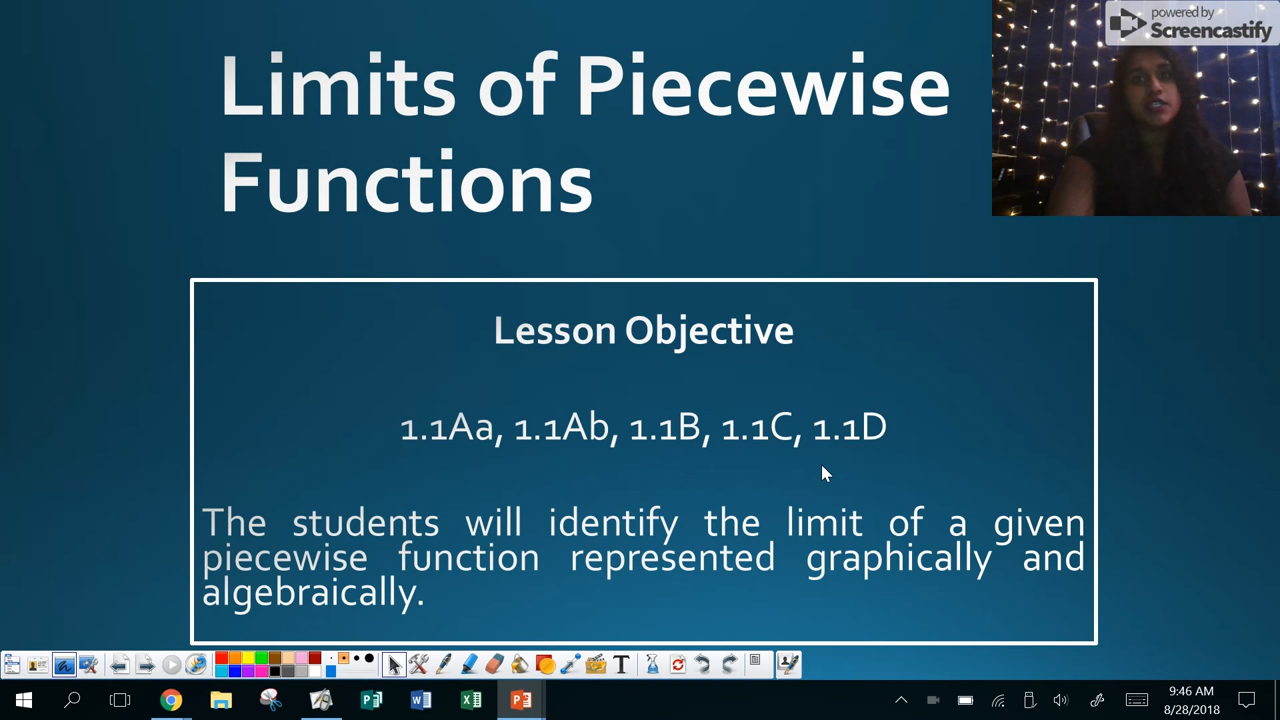 Limits of Piecewise
Functions
powered by
Screencastify
Lesson Objective
1.1Aa, 1.1Ab, 1.1B, 1.1C, 1.1D
The students will identify the limit of a given
piecewise function represented graphically and
algebraically.
9:46 AM
8/28/2018